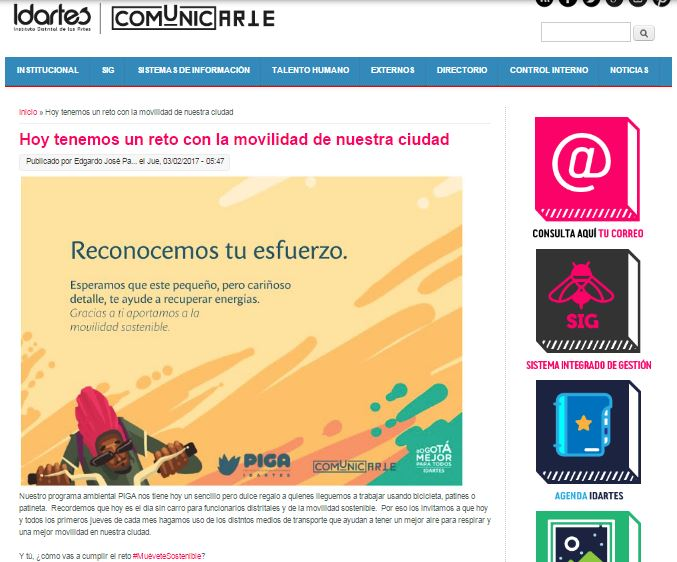 Idartes
Instituto Distrital de las Artes
COMUNICARTE
INSTITUCIONAL SIG SISTEMAS DE INFORMACIÓN TALENTO HUMANO EXTERNOS DIRECTORIO CONTROL INTERNO NOTICIAS
Inicio » Hoy tenemos un reto con la movilidad de nuestra ciudad
Hoy tenemos un reto con la movilidad de nuestra ciudad
Publicado por Edgardo José Pa... el Jue, 03/02/2017 - 05:47
Reconocemos tu esfuerzo.
Esperamos que este pequeño, pero cariñoso
detalle, te ayude a recuperar energías.
Gracias a ti aportamos a la
movilidad sostenible.
PIGA
IDARTES
COMUNICARTE
BOGOTÁ
MEJOR
PARA TODOS
IDARTES
Nuestro programa ambiental PIGA nos tiene hoy un sencillo pero dulce regalo a quienes lleguemos a trabajar usando bicicleta, patines o
patineta. Recordemos que hoy es el dia sin carro para funcionarios distritales y de la movilidad sostenible. Por eso los invitamos a que hoy
y todos los primeros jueves de cada mes hagamos uso de los distntos medios de transporte que ayudan a tener un mejor aire para respirar y
una mejor movilidad en nuestra ciudad.
Y tú, ¿cómo vas a cumplir el reto #MuéveteSostenible?
@
CONSULTA AQUÍ TU CORREO
SIG
SISTEMA INTEGRADO DE GESTIÓN
AGENDA IDARTES